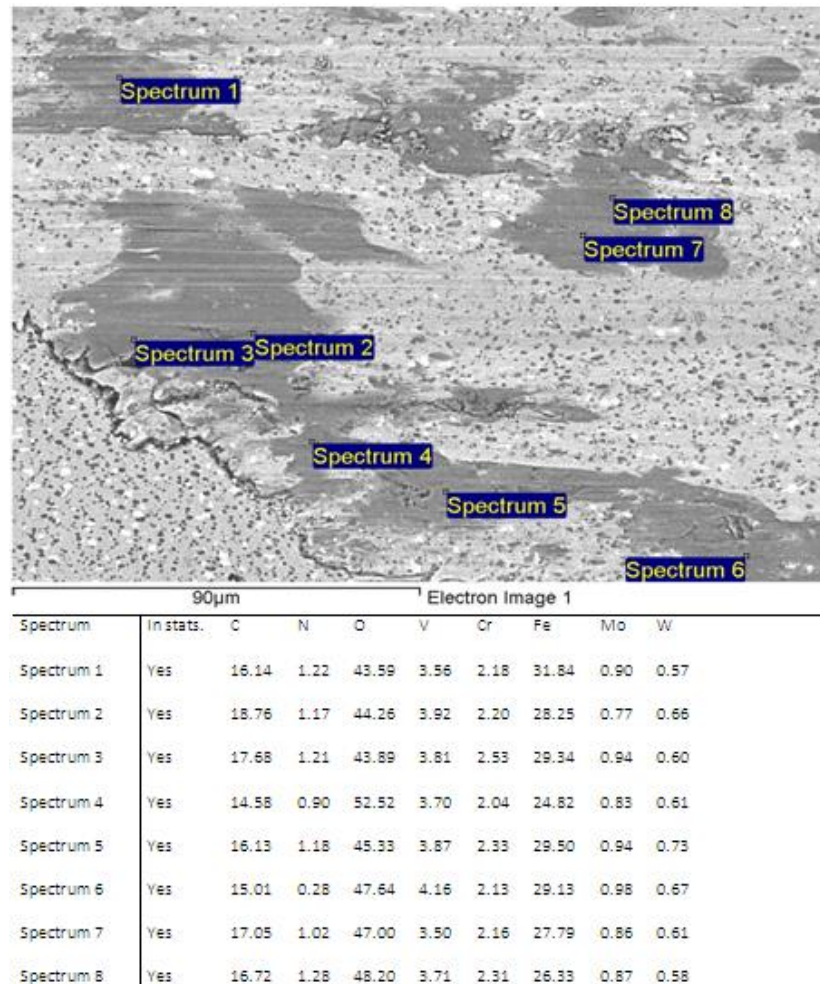 Spectrum 1
Spectrum 8
Spectrum 7
Spectrum 3 Spectrum 2
Spectrum 4
Spectrum 5
Spectrum 6
90µm Electron Image 1
Spectrum In stats. C N O V Cr Fe Mo W
Spectrum 1 Yes 16.14 1.22 43.59 3.56 2.18 31.84 0.90 0.57
Spectrum 2 Yes 18.76 1.17 44.26 3.92 2.20 28.25 0.77 0.66
Spectrum 3 Yes 17.68 1.21 43.89 3.81 2.53 29.34 0.94 0.60
Spectrum 4 Yes 14.58 0.90 52.52 3.70 2.04 24.82 0.83 0.61
Spectrum 5 Yes 16.13 1.18 45.33 3.87 2.33 29.50 0.94 0.73
Spectrum 6 Yes 15.01 0.28 47.64 4.16 2.13 29.13 0.98 0.67
Spectrum 7 Yes 17.05 1.02 47.00 3.50 2.16 27.79 0.86 0.61
Spectrum 8 Yes 16.72 1.28 48.20 3.71 2.31 26.33 0.87 0.58